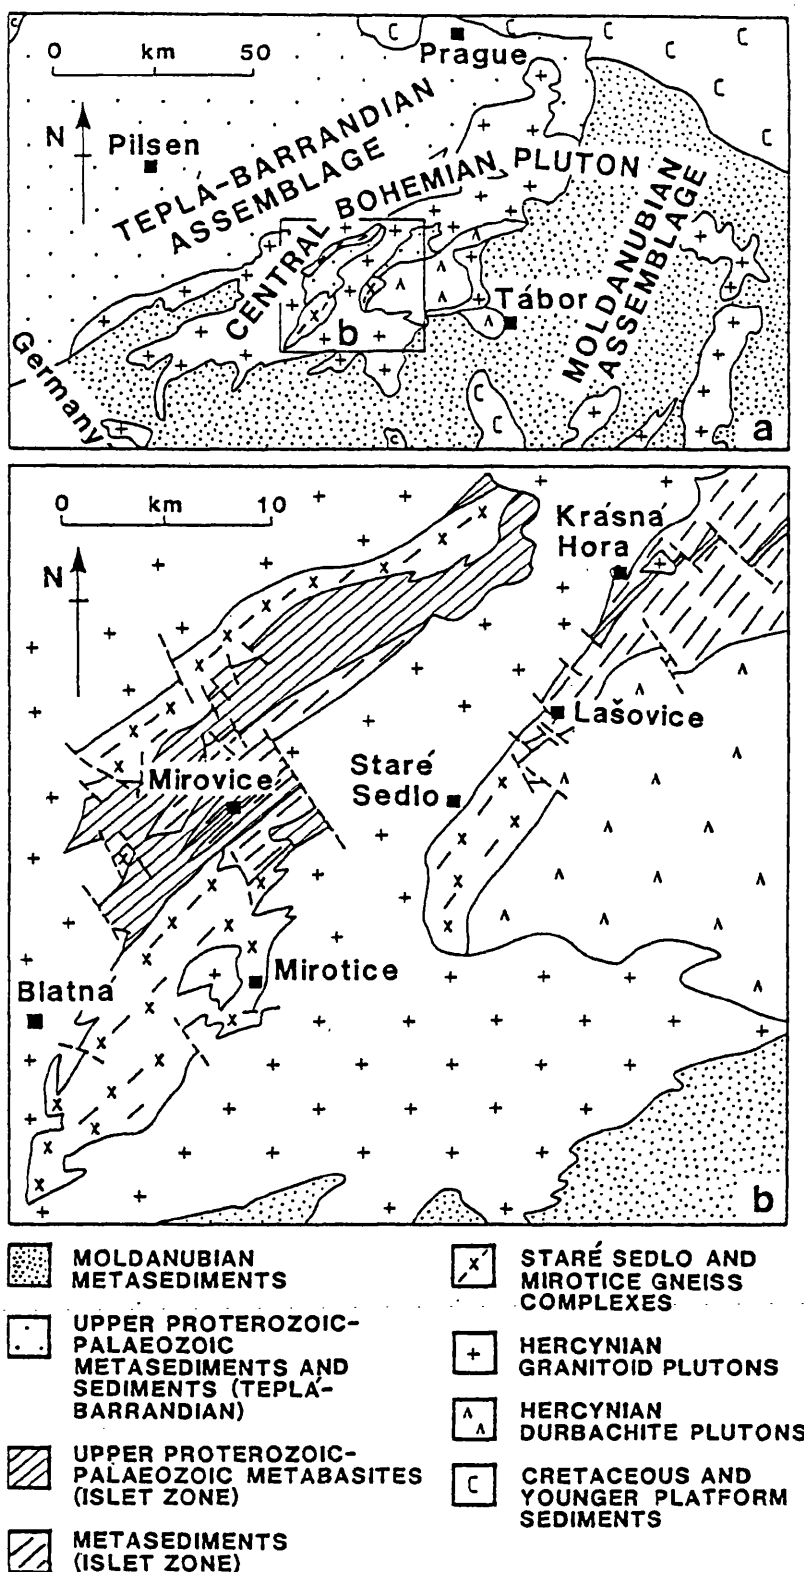 0 km 50
Prague
N
Pilsen
TEPLÁ-BARRANDIAN
ASSEMBLAGE
CENTRAL BOHEMIAN PLUTON
MOLDANUBIAN
ASSEMBLAGE
Tábor
b
Germany
a
0 km 10
N
Krásná
Hora
Lašovice
Staré
Sedlo
Mirovice
Mirotice
Blatna
b
MOLDANUBIAN
METASEDIMENTS
UPPER PROTEROZOIC-
PALAEOZOIC
METASEDIMENTS AND
SEDIMENTS (TEPLÁ-
BARRANDIAN)
UPPER PROTEROZOIC-
PALAEOZOIC METABASITES
(ISLET ZONE)
METASEDIMENTS
(ISLET ZONE)
STARÉ SEDLO AND
MIROTICE GNEISS
COMPLEXES
HERCYNIAN
GRANITOID PLUTONS
HERCYNIAN
DURBACHITE PLUTONS
CRETACEOUS AND
YOUNGER PLATFORM
SEDIMENTS